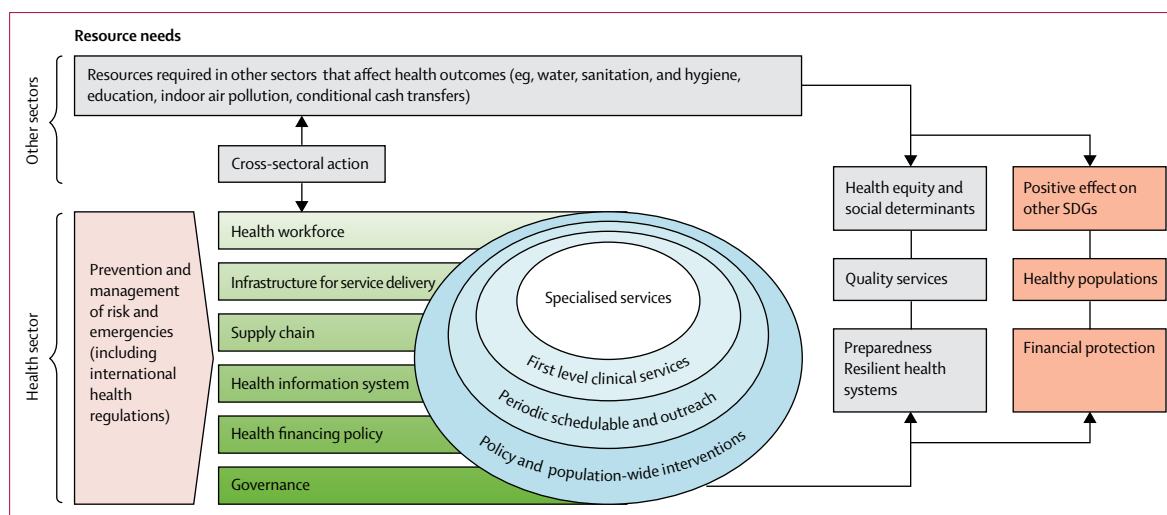 Resource needs
Other sectors
Resources required in other sectors that affect health outcomes (eg, water, sanitation, and hygiene,
education, indoor air pollution, conditional cash transfers)
Cross-sectoral action
Health sector
Prevention and
management
of risk and
emergencies
(including
international
health
regulations)
Health workforce
Infrastructure for service delivery
Supply chain
Health information system
Health financing policy
Governance
Specialised services
First level clinical services
Periodic schedulable and outreach
Policy and population-wide interventions
Health equity and
social determinants
Quality services
Preparedness
Resilient health
systems
Positive effect on
other SDGs
Healthy populations
Financial protection